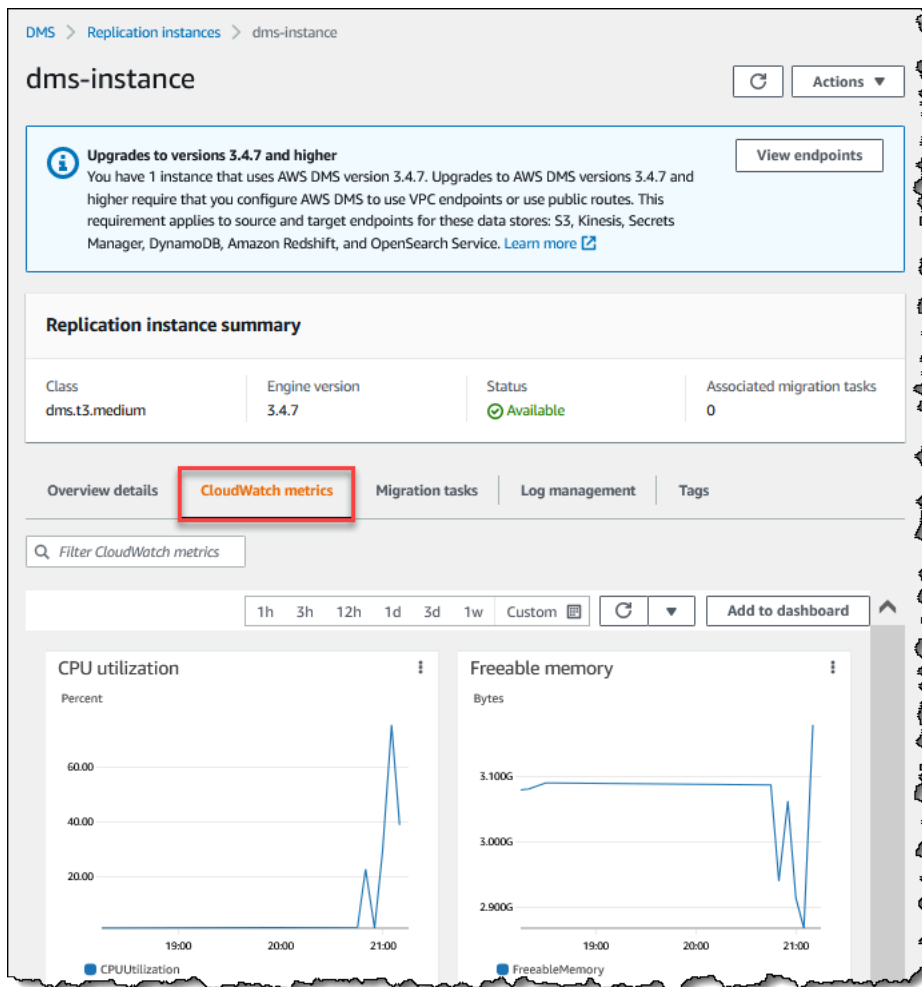 DMS > Replication instances > dms-instance
dms-instance
Actions ▼
Upgrades to versions 3.4.7 and higher
View endpoints
You have 1 instance that uses AWS DMS version 3.4.7. Upgrades to AWS DMS versions 3.4.7 and
higher require that you configure AWS DMS to use VPC endpoints or use public routes. This
requirement applies to source and target endpoints for these data stores: S3, Kinesis, Secrets
Manager, DynamoDB, Amazon Redshift, and OpenSearch Service. Learn more
Replication instance summary
Class
dms.t3.medium
Engine version
3.4.7
Status
Available
Associated migration tasks
0
Overview details CloudWatch metrics Migration tasks Log management Tags
Filter CloudWatch metrics
1h 3h 12h 1d 3d 1w Custom ▼ Add to dashboard
CPU utilization
Percent
60.00
40.00
20.00
19:00 20:00 21:00
CPUUtilization
Freeable memory
Bytes
3.100G
3.000G
2.900G
19:00 20:00 21:00
FreeableMemory